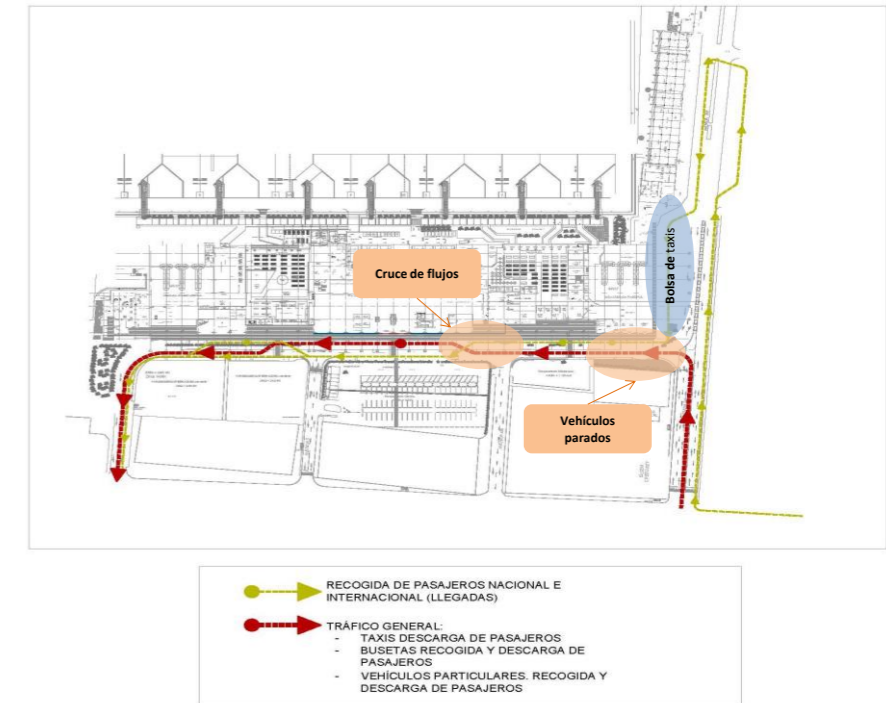 Bolsa de taxis
Cruce de flujos
Vehículos
parados
RECOGIDA DE PASAJEROS NACIONAL E
INTERNACIONAL (LLEGADAS)
TRÁFICO GENERAL:
- TAXIS DESCARGA DE PASAJEROS
- BUSETAS RECOGIDA Y DESCARGA DE
PASAJEROS
- VEHÍCULOS PARTICULARES. RECOGIDA Y
DESCARGA DE PASAJEROS